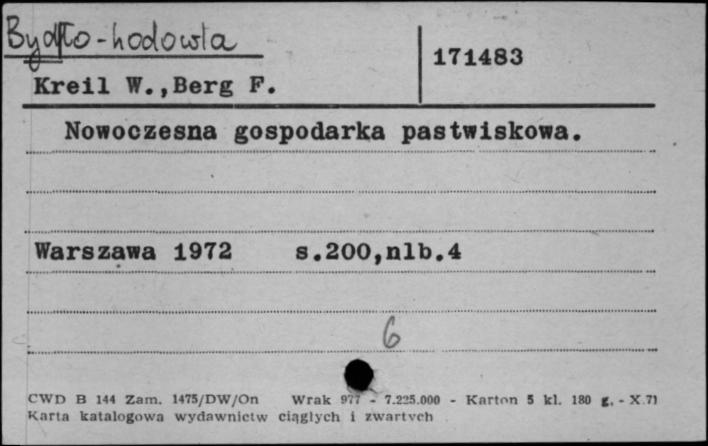 Bydło-hodowla
171483
Kreil W.,Berg F.
Nowoczesna gospodarka pastwiskowa.
Warszawa 1972 s.200,nlb.4
6
CWD B 144 Zam. 1475/DW/On Wrak 977 - 7.225.000 - Karton 5 kl. 180 g. - X.71
Karta katalogowa wydawnictw ciągłych i zwartych